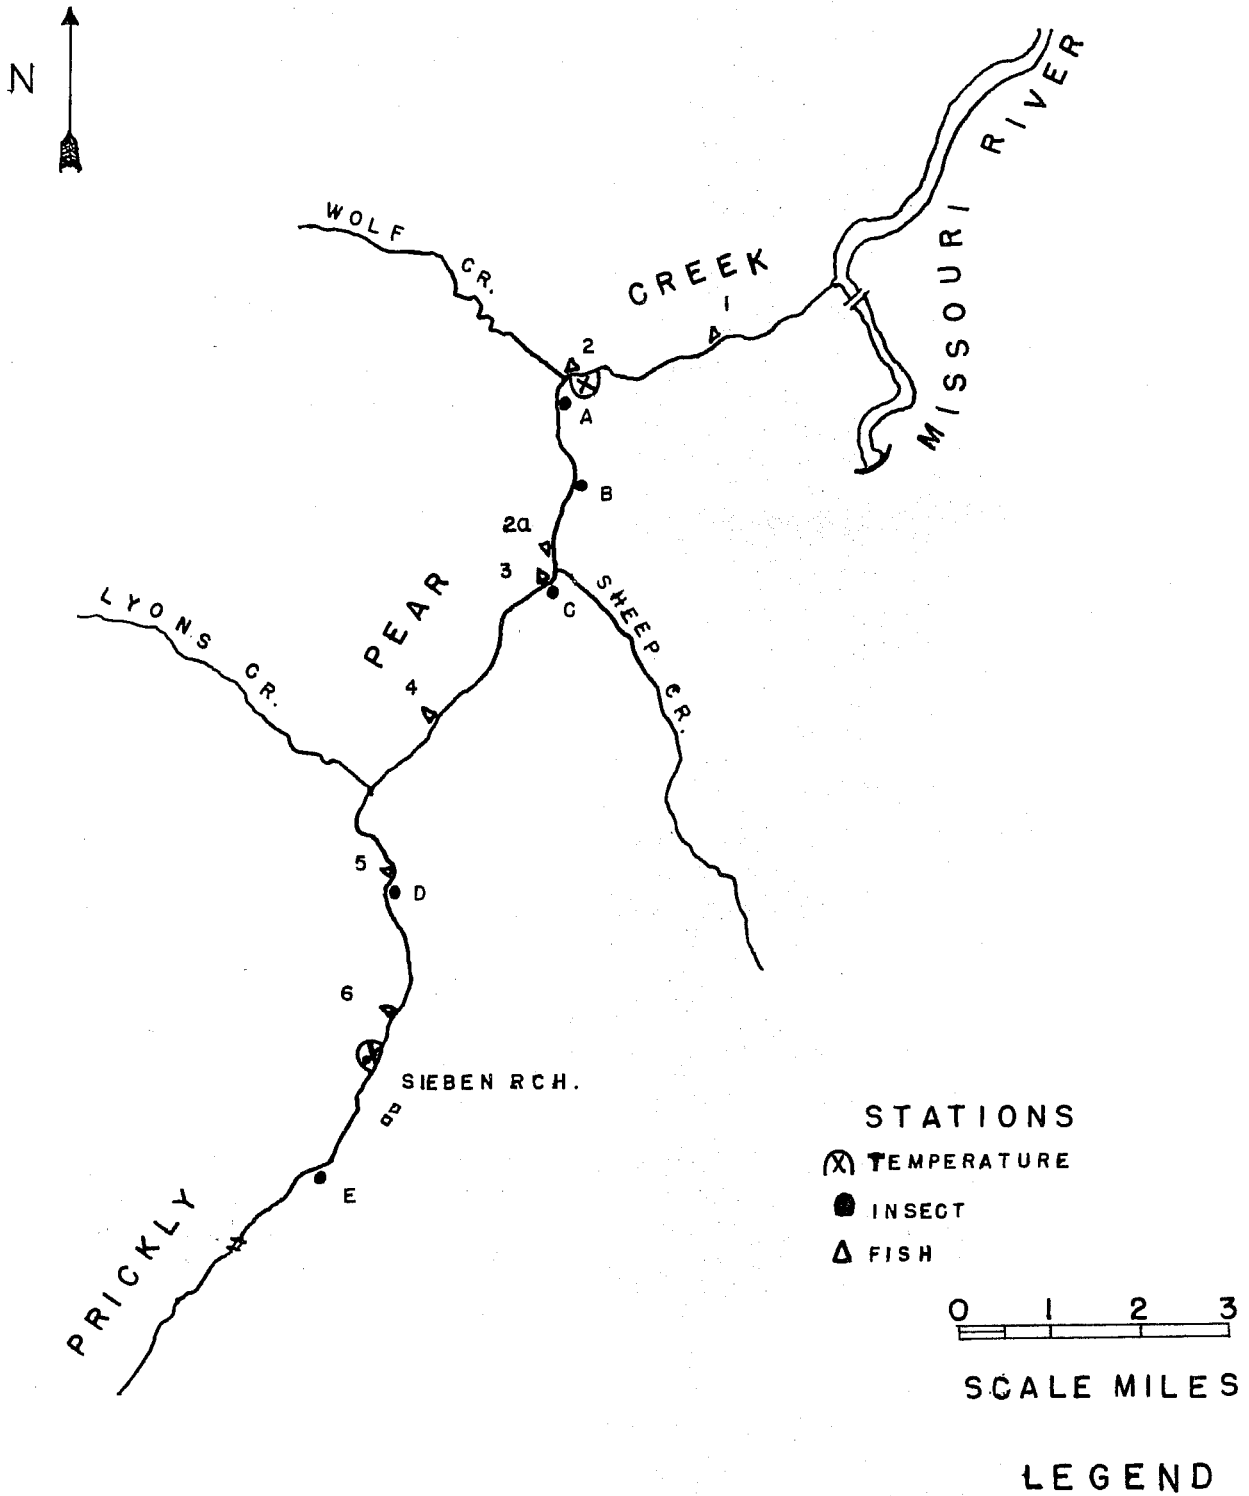 N
MISSOURI RIVER
WOLF CR.
CREEK
1
2
A
B
2a
3
C
SHEEP CR.
PEAR
LYONS CR.
4
5
D
6
SIEBEN RCH.
E
PRICKLY
STATIONS
X TEMPERATURE
INSECT
FISH
0 1 2 3
SCALE MILES
LEGEND